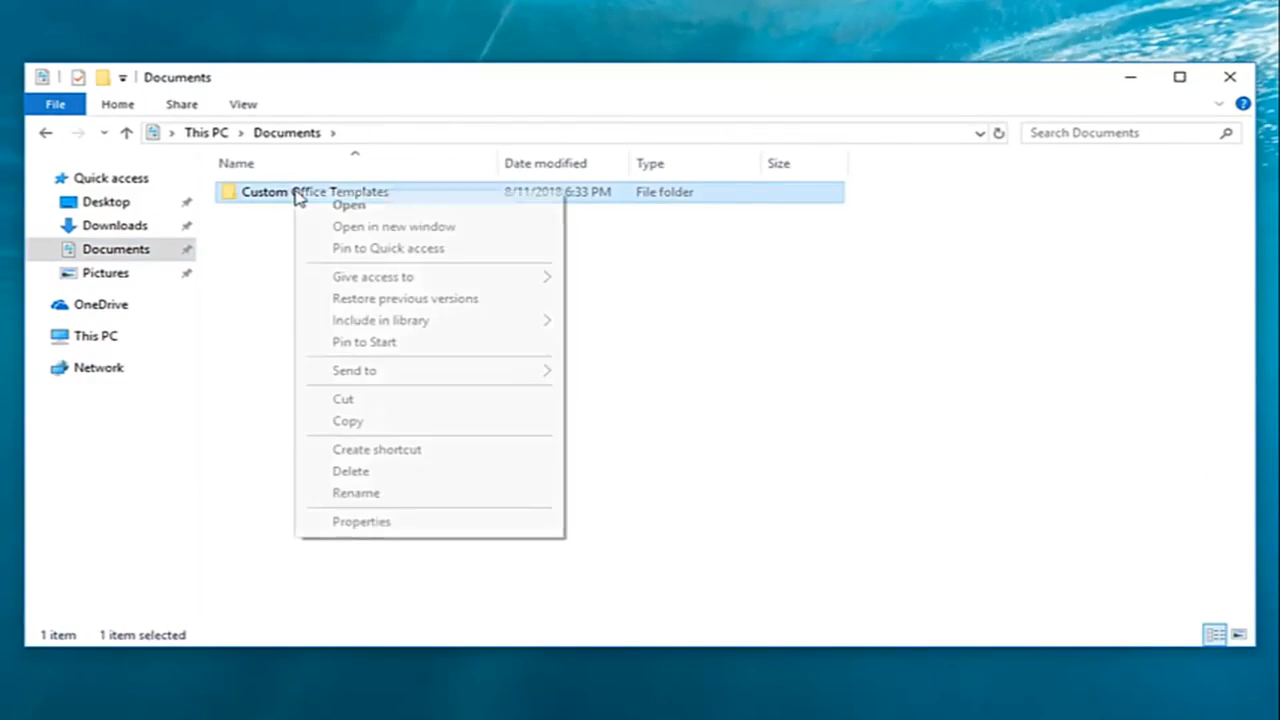 Documents
File Home Share View
This PC > Documents >
Search Documents
Name Date modified Type Size
Quick access
Desktop
Downloads
Documents
Pictures
OneDrive
This PC
Network
Custom Office Templates 8/11/2018 6:33 PM File folder
Open
Open in new window
Pin to Quick access
Give access to
Restore previous versions
Include in library
Pin to Start
Send to
Cut
Copy
Create shortcut
Delete
Rename
Properties
1 item 1 item selected